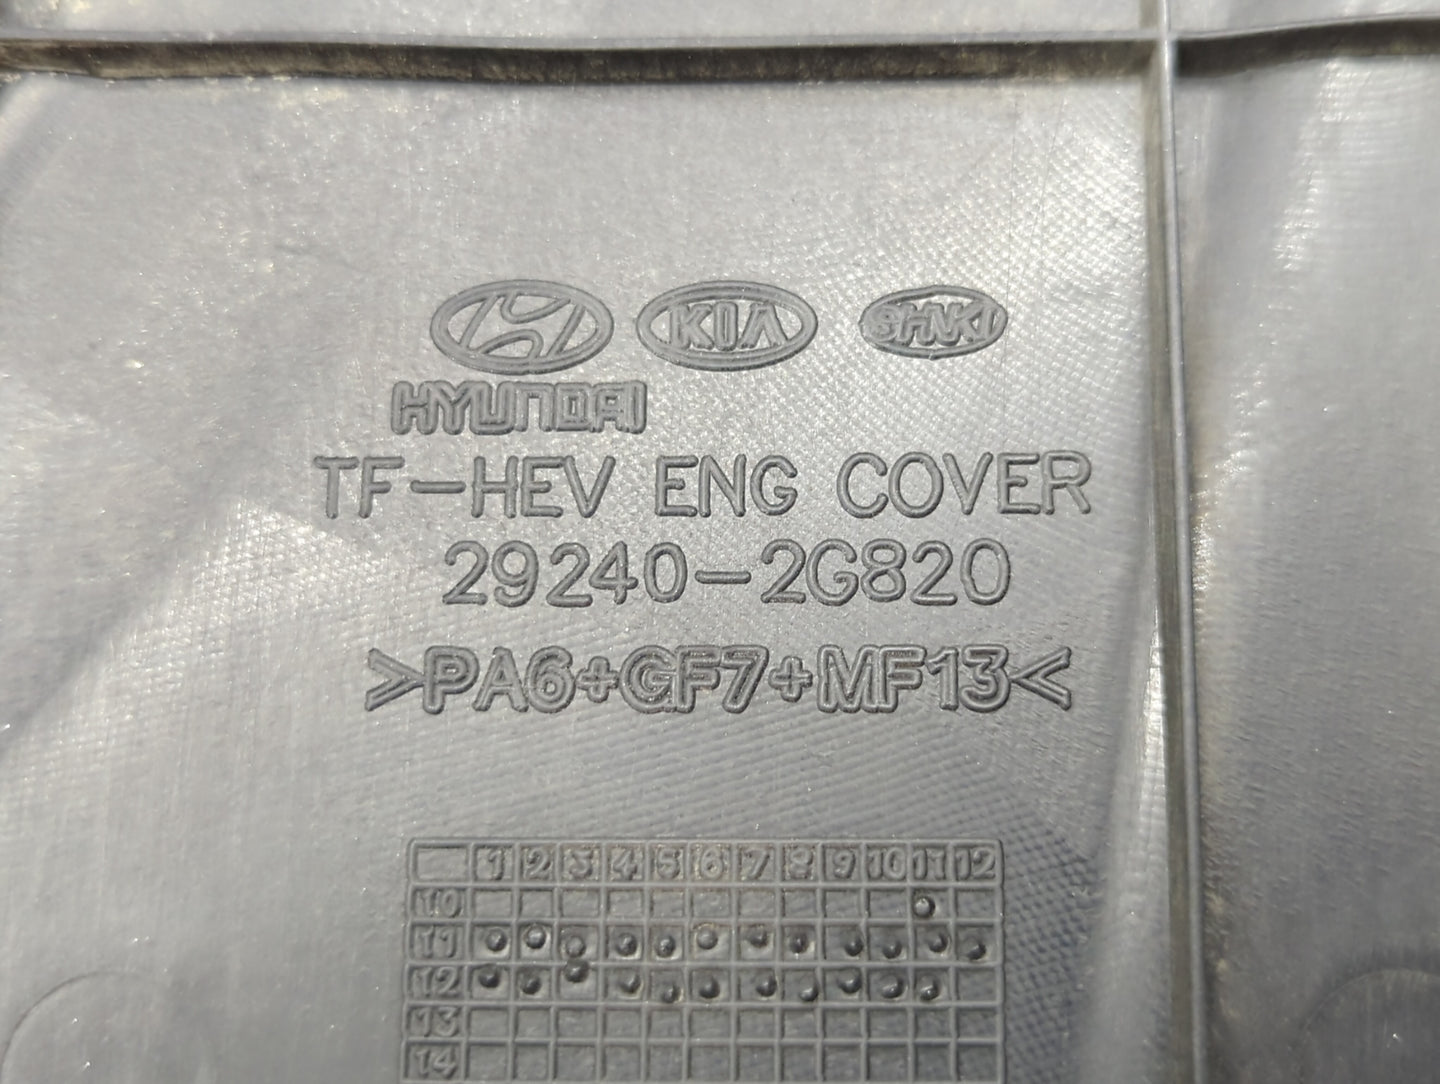 KIA SHNKI
HYUNDAI
TF-HEV ENG COVER
29240-2G820
>PA6+GF7+MF13<
1 2 3 4 5 6 7 8 9 10 11 12
10
11
12
13
14